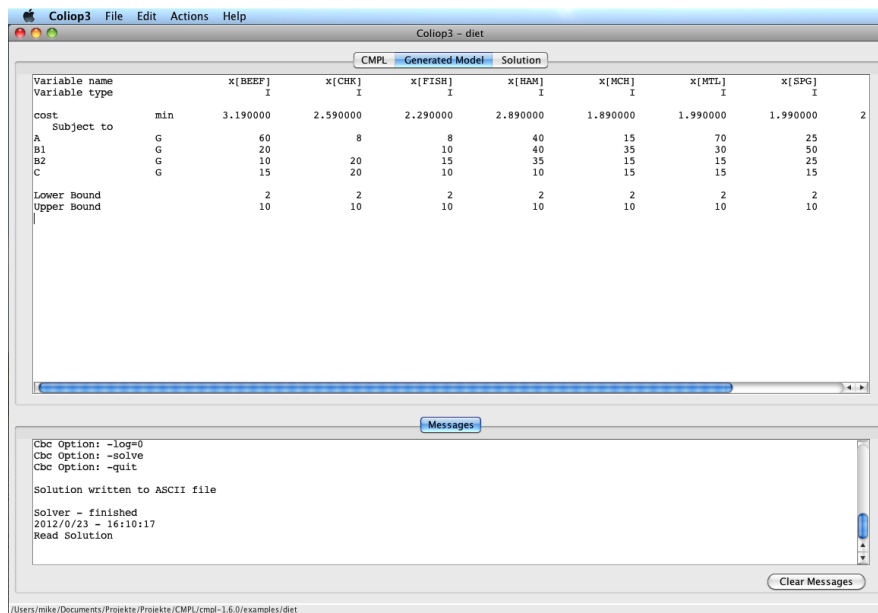 Coliop3 File Edit Actions Help
Coliop3 – diet
CMPL Generated Model Solution
Variable name x[BEEF] x[CHK] x[FISH] x[HAM] x[MCH] x[MTL] x[SPG]
Variable type I I I I I I I
cost min 3.190000 2.590000 2.290000 2.890000 1.890000 1.990000 1.990000 2
Subject to
A G 60 8 8 40 15 70 25
B1 G 20 10 40 35 30 50
B2 G 10 20 15 35 15 15 25
C G 15 20 10 10 15 15 15
Lower Bound 2 2 2 2 2 2 2
Upper Bound 10 10 10 10 10 10 10
Messages
Cbc Option: -log=0
Cbc Option: -solve
Cbc Option: -quit
Solution written to ASCII file
Solver - finished
2012/0/23 - 16:10:17
Read Solution
Clear Messages
/Users/mike/Documents/Projekte/Projekte/CMPL/cmpl-1.6.0/examples/diet